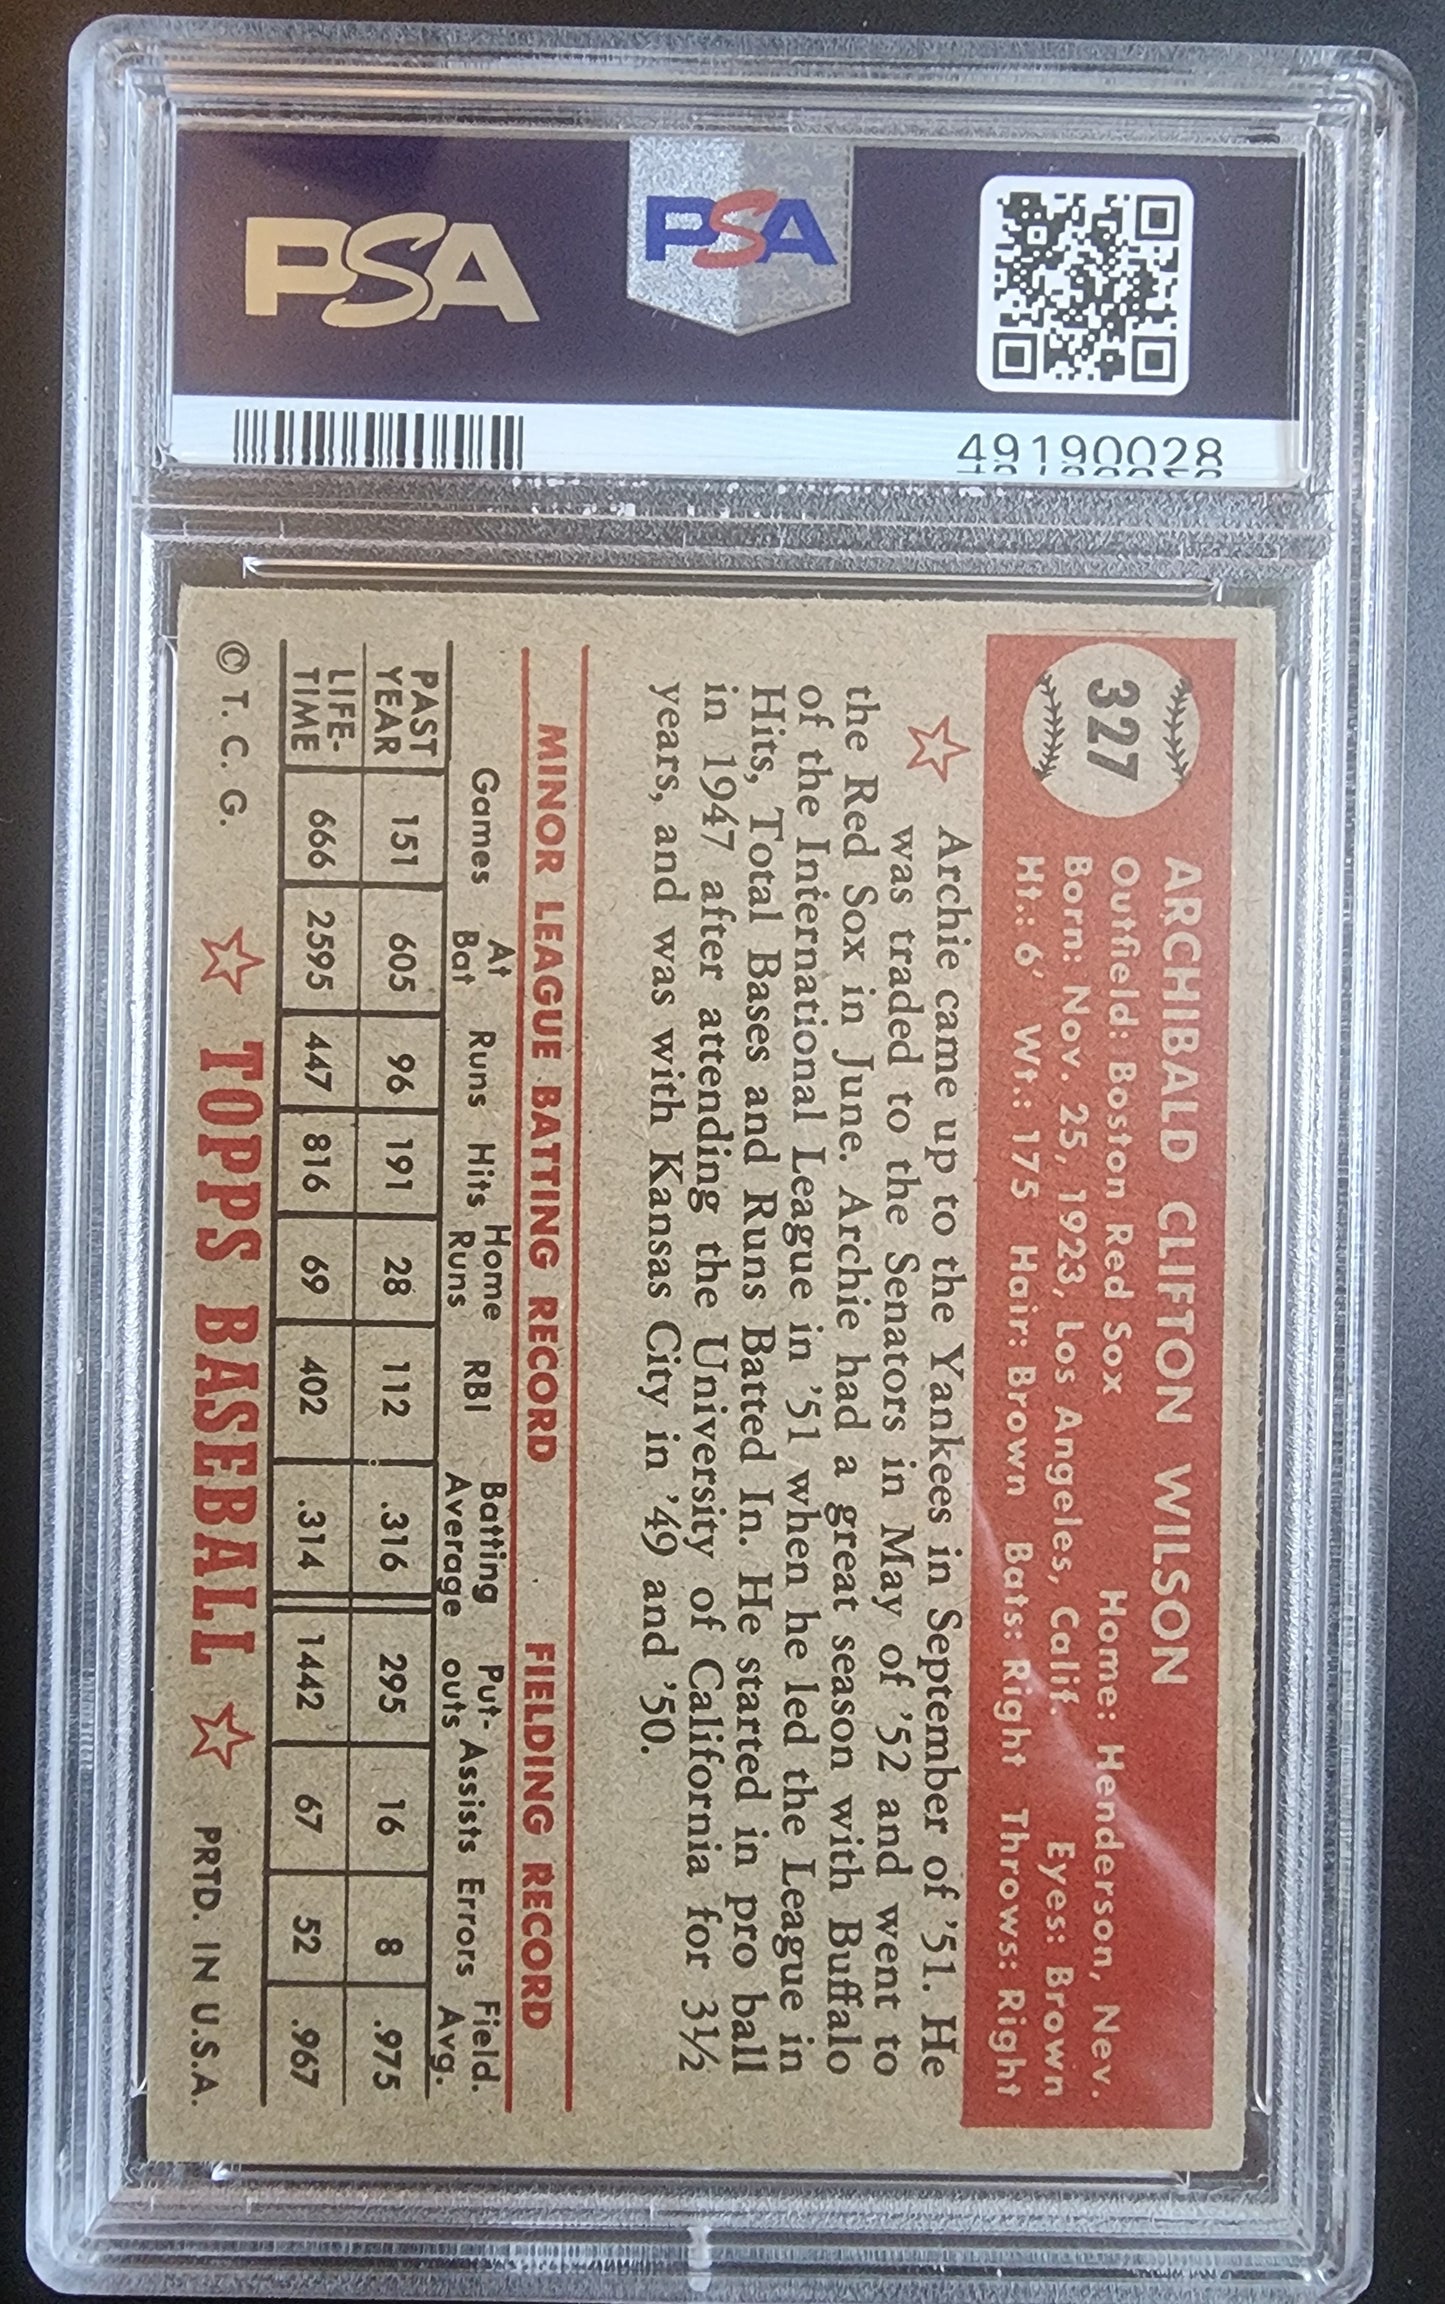 PSA
PSA
49190028
327
ARCHIBALD CLIFTON WILSON
Outfield: Boston Red Sox Home: Henderson, Nev.
Born: Nov. 25, 1923, Los Angeles, Calif. Eyes: Brown
Ht.: 6' Wt.: 175 Hair: Brown Bats: Right Throws: Right
Archie came up to the Yankees in September of '51. He
was traded to the Senators in May of '52 and went to
the Red Sox in June. Archie had a great season with Buffalo
of the International League in '51 when he led the League in
Hits, Total Bases and Runs Batted In. He started in pro ball
in 1947 after attending the University of California for 3½
years, and was with Kansas City in '49 and '50.
MINOR LEAGUE BATTING RECORD FIELDING RECORD
Games At Bat Runs Hits Home Runs RBI Batting Average Put-outs Assists Errors Field. Avg.
PAST YEAR 151 605 96 191 28 112 .316 295 16 8 .975
LIFE-TIME 666 2595 447 816 69 402 .314 1442 67 52 .967
© T. C. G. TOPPS BASEBALL PRTD. IN U.S.A.